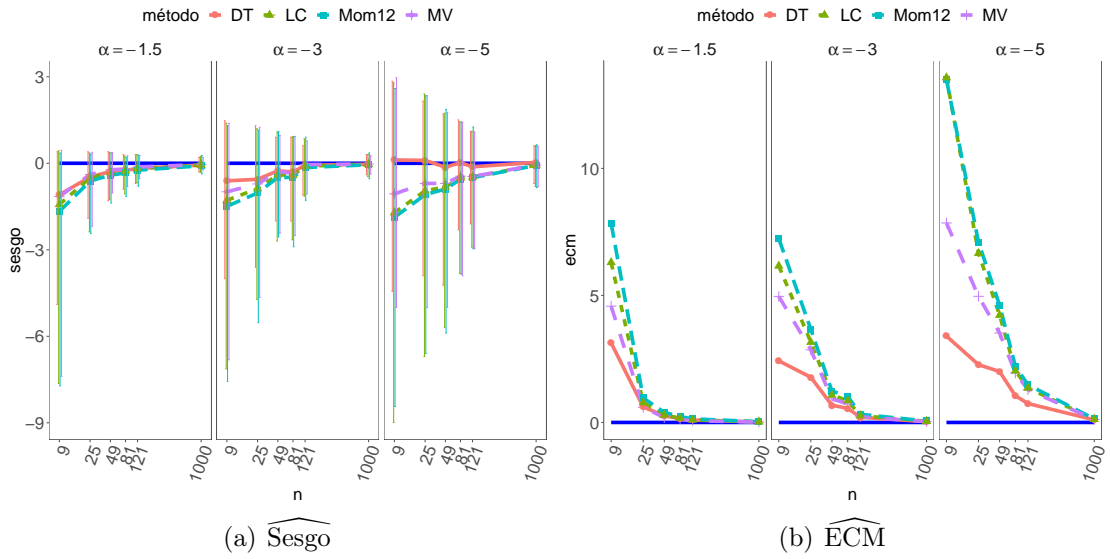 método DT LC Mom12 MV
α = −1.5 α = −3 α = −5
sesgo
3
0
−3
−6
−9
9 25 49 81 121 1000 9 25 49 81 121 1000 9 25 49 81 121 1000
n
(a) Sesgo
método DT LC Mom12 MV
α = −1.5 α = −3 α = −5
ecm
10
5
0
9 25 49 81 121 1000 9 25 49 81 121 1000 9 25 49 81 121 1000
n
(b) ECM